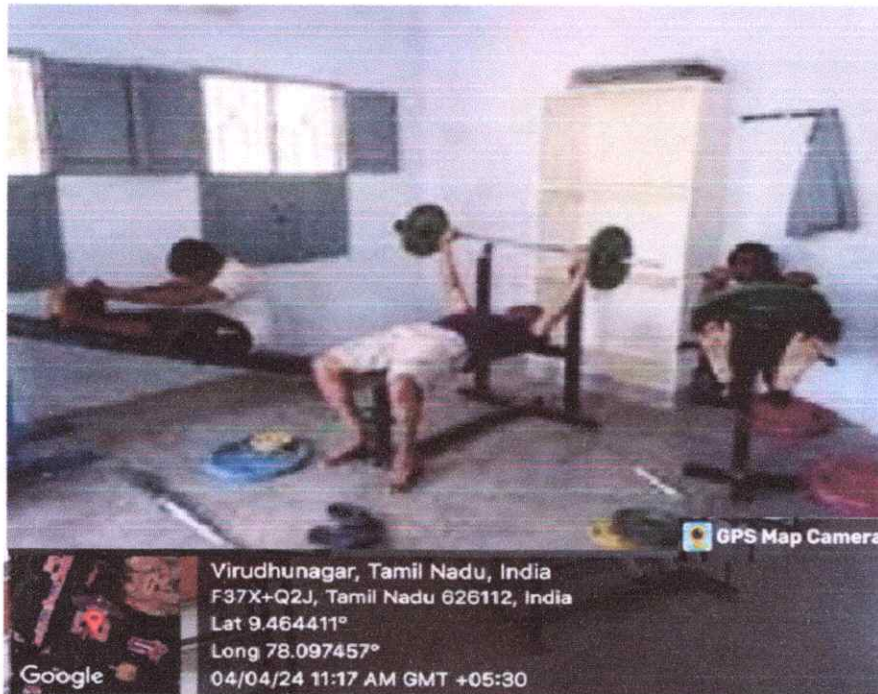 GPS Map Camera
Virudhunagar, Tamil Nadu, India
F37X+Q2J, Tamil Nadu 626112, India
Lat 9.464411°
Long 78.097457°
04/04/24 11:17 AM GMT +05:30
Google